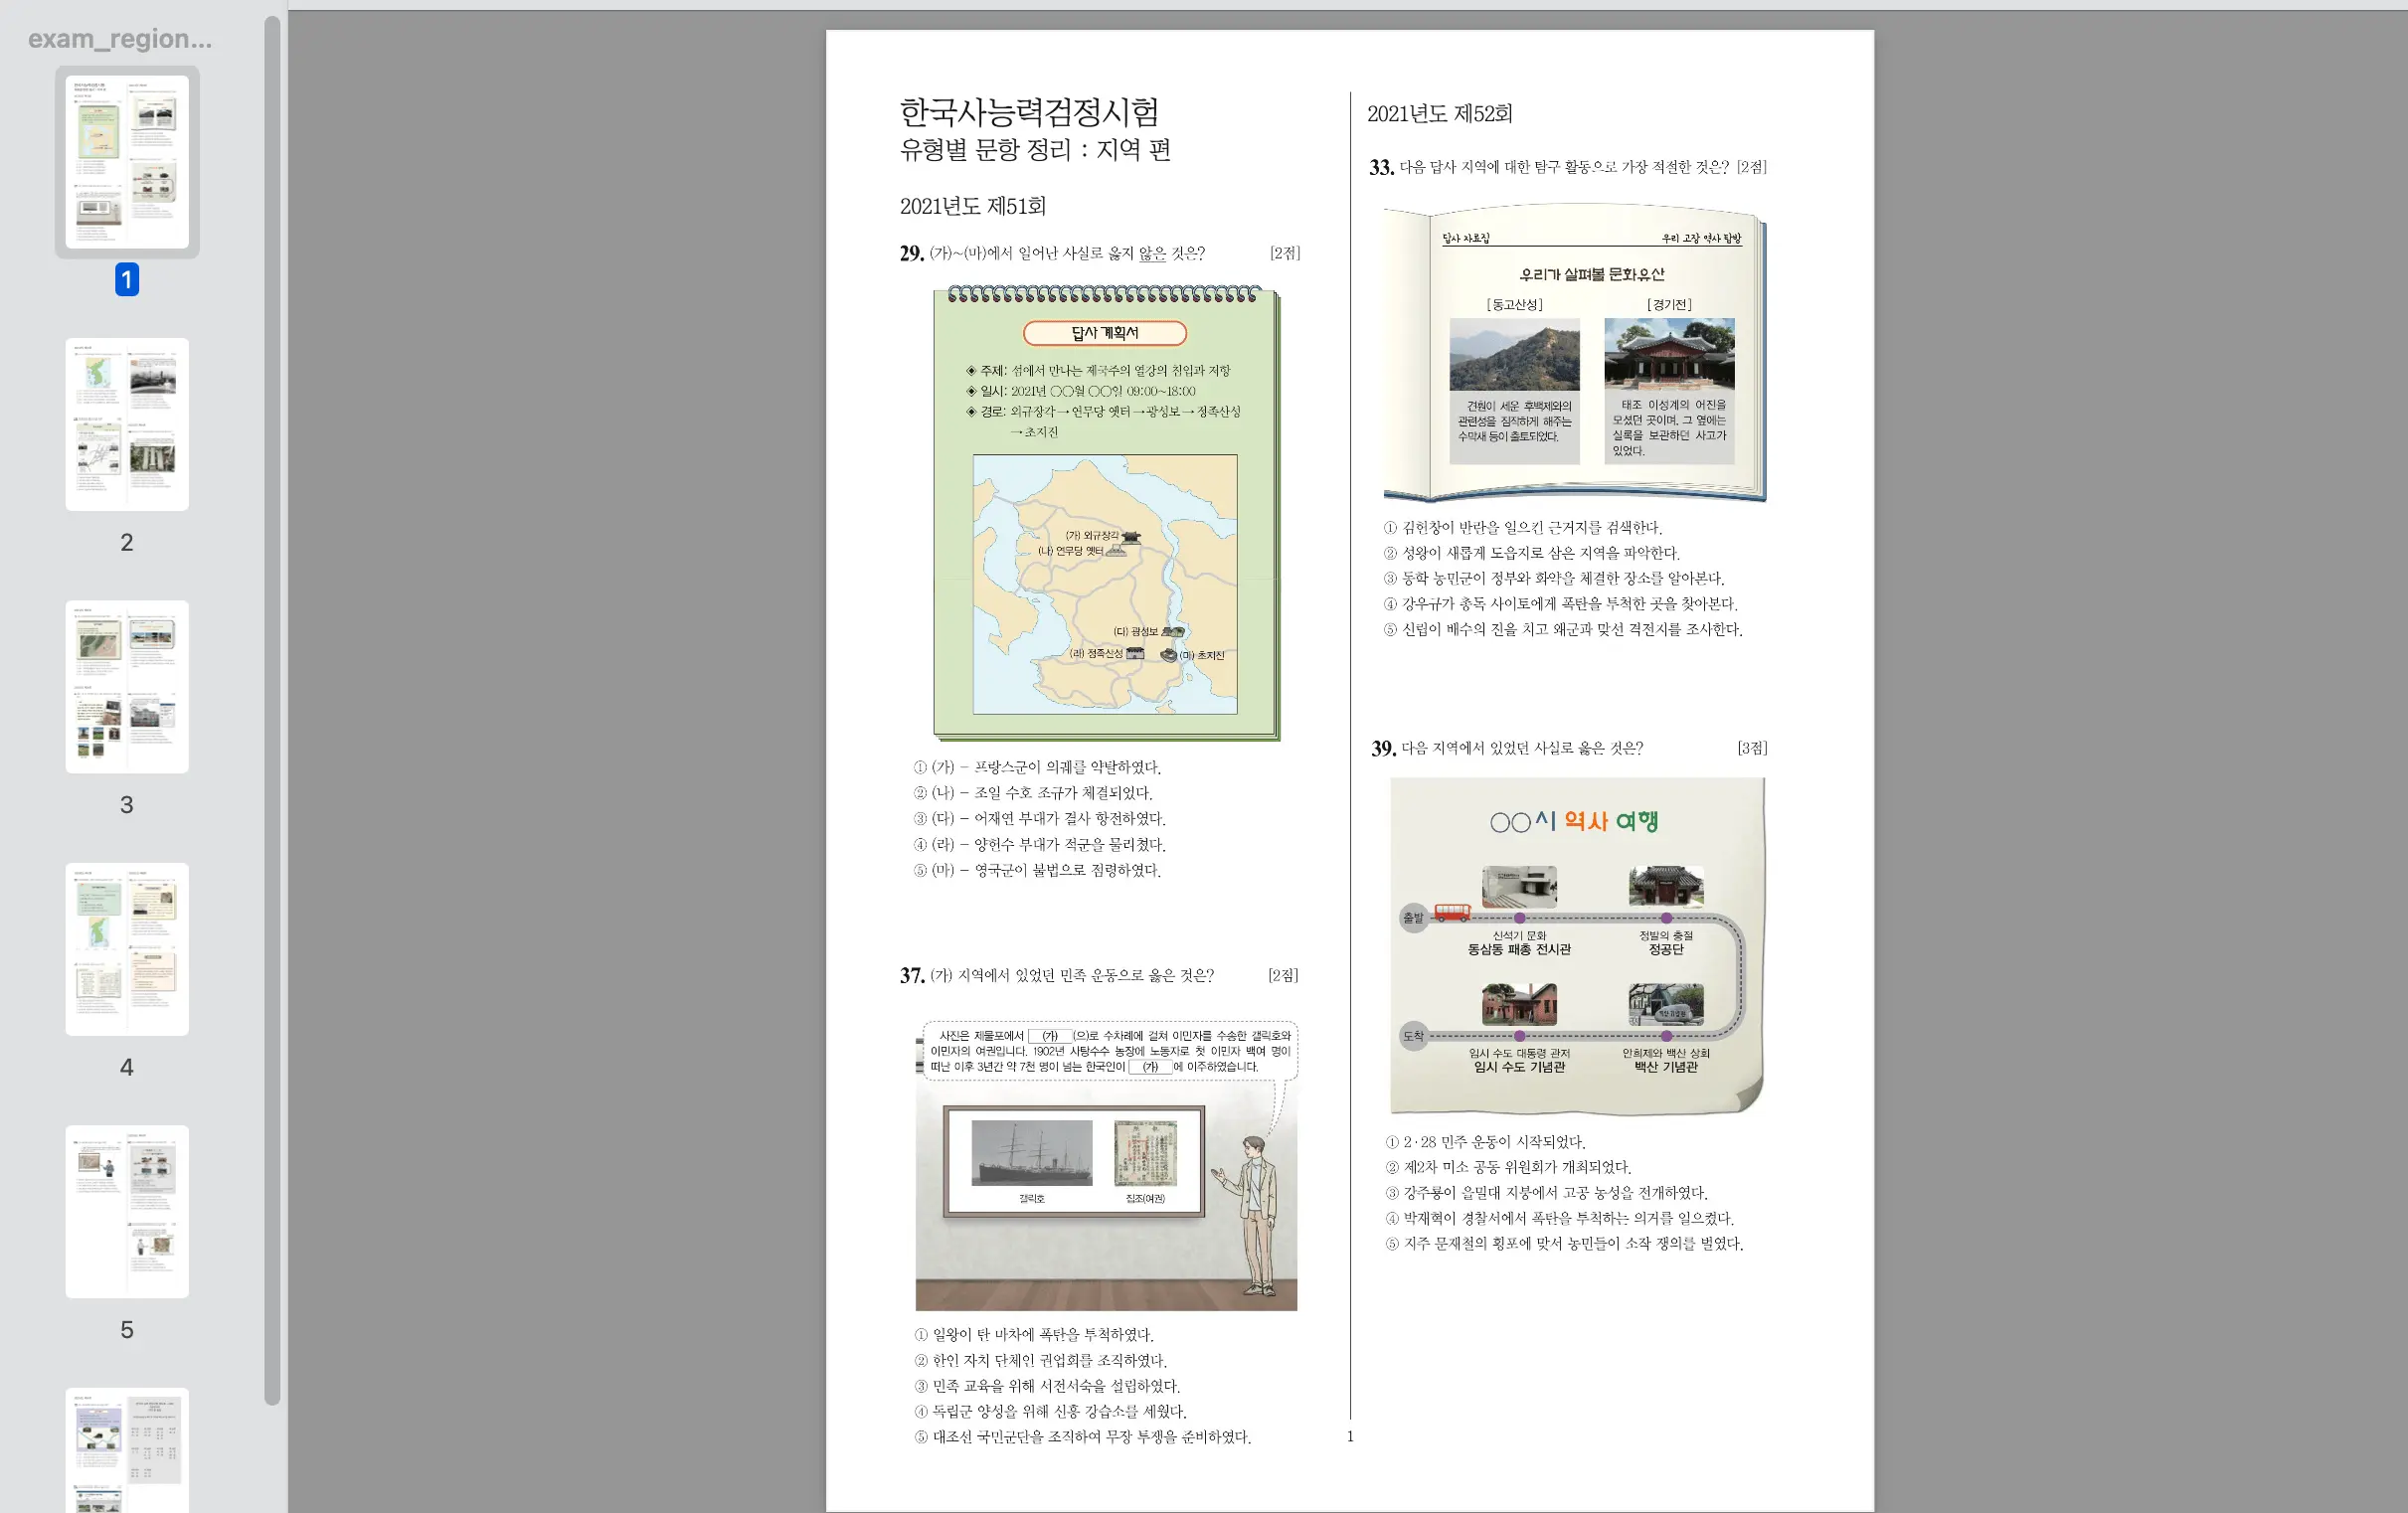 exam_region...
1
2
3
4
5
한국사능력검정시험
유형별 문항 정리 : 지역 편
2021년도 제51회
29. (가)~(마)에서 일어난 사실로 옳지 않은 것은? [2점]
답사 계획서
◈ 주제: 섬에서 만나는 제국주의 열강의 침입과 저항
◈ 일시: 2021년 ○○월 ○○일 09:00~18:00
◈ 경로: 외규장각 → 연무당 옛터 → 광성보 → 정족산성
→ 초지진
(가) 외규장각
(나) 연무당 옛터
(다) 광성보
(라) 정족산성
(마) 초지진
① (가) - 프랑스군이 의궤를 약탈하였다.
② (나) - 조일 수호 조규가 체결되었다.
③ (다) - 어재연 부대가 결사 항전하였다.
④ (라) - 양헌수 부대가 적군을 물리쳤다.
⑤ (마) - 영국군이 불법으로 점령하였다.
37. (가) 지역에서 있었던 민족 운동으로 옳은 것은? [2점]
사진은 제물포에서 (가) (으)로 수차례에 걸쳐 이민자를 수송한 갤릭호와
이민자의 여권입니다. 1902년 사탕수수 농장에 노동자로 첫 이민자 백여 명이
떠난 이후 3년간 약 7천 명이 넘는 한국인이 (가) 에 이주하였습니다.
갤릭호
집조(여권)
① 일왕이 탄 마차에 폭탄을 투척하였다.
② 한인 자치 단체인 권업회를 조직하였다.
③ 민족 교육을 위해 서전서숙을 설립하였다.
④ 독립군 양성을 위해 신흥 강습소를 세웠다.
⑤ 대조선 국민군단을 조직하여 무장 투쟁을 준비하였다.
2021년도 제52회
33. 다음 답사 지역에 대한 탐구 활동으로 가장 적절한 것은? [2점]
답사 자료집
우리 고장 역사 탐방
우리가 살펴볼 문화유산
[동고산성]
[경기전]
견훤이 세운 후백제와의
관련성을 짐작하게 해주는
수막새 등이 출토되었다.
태조 이성계의 어진을
모셨던 곳이며, 그 옆에는
실록을 보관하던 사고가
있었다.
① 김헌창이 반란을 일으킨 근거지를 검색한다.
② 성왕이 새롭게 도읍지로 삼은 지역을 파악한다.
③ 동학 농민군이 정부와 화약을 체결한 장소를 알아본다.
④ 강우규가 총독 사이토에게 폭탄을 투척한 곳을 찾아본다.
⑤ 신립이 배수의 진을 치고 왜군과 맞선 격전지를 조사한다.
39. 다음 지역에서 있었던 사실로 옳은 것은? [3점]
○○시 역사 여행
출발
신석기 문화
동삼동 패총 전시관
정발의 충절
정공단
도착
임시 수도 대통령 관저
임시 수도 기념관
안희제와 백산 상회
백산 기념관
① 2·28 민주 운동이 시작되었다.
② 제2차 미소 공동 위원회가 개최되었다.
③ 강주룡이 을밀대 지붕에서 고공 농성을 전개하였다.
④ 박재혁이 경찰서에서 폭탄을 투척하는 의거를 일으켰다.
⑤ 지주 문재철의 횡포에 맞서 농민들이 소작 쟁의를 벌였다.
1